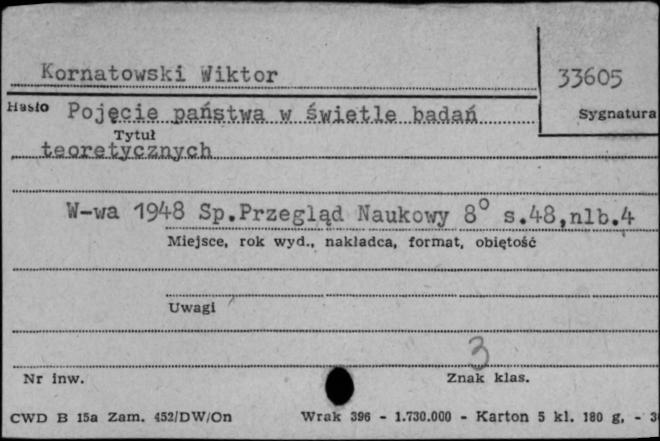 Kornatowski Wiktor
33605
Hasło Pojęcie państwa w świetle badań
Sygnatura
Tytuł
teoretycznych
W-wa 1948 Sp.Przegląd Naukowy 8° s.48,nlb.4
Miejsce, rok wyd., nakładca, format, objętość
Uwagi
3
Nr inw.
Znak klas.
CWD B 15a Zam. 452/DW/On
Wrak 396 - 1.730.000 - Karton 5 kl. 180 g, -